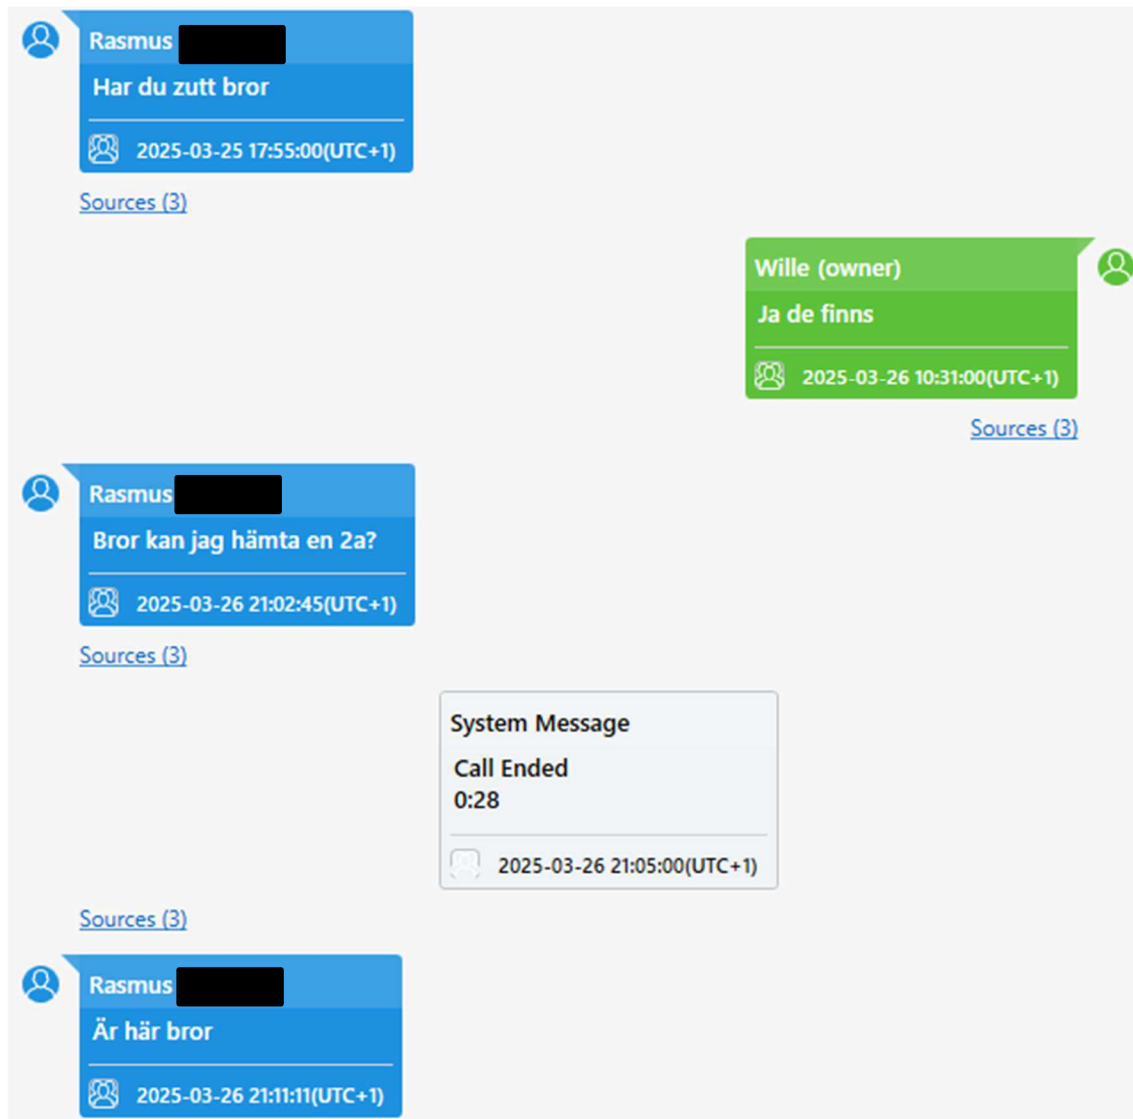 Rasmus
Har du zutt bror
2025-03-25 17:55:00(UTC+1)
Sources (3)
Wille (owner)
Ja de finns
2025-03-26 10:31:00(UTC+1)
Sources (3)
Rasmus
Bror kan jag hämta en 2a?
2025-03-26 21:02:45(UTC+1)
Sources (3)
System Message
Call Ended
0:28
2025-03-26 21:05:00(UTC+1)
Sources (3)
Rasmus
Är här bror
2025-03-26 21:11:11(UTC+1)